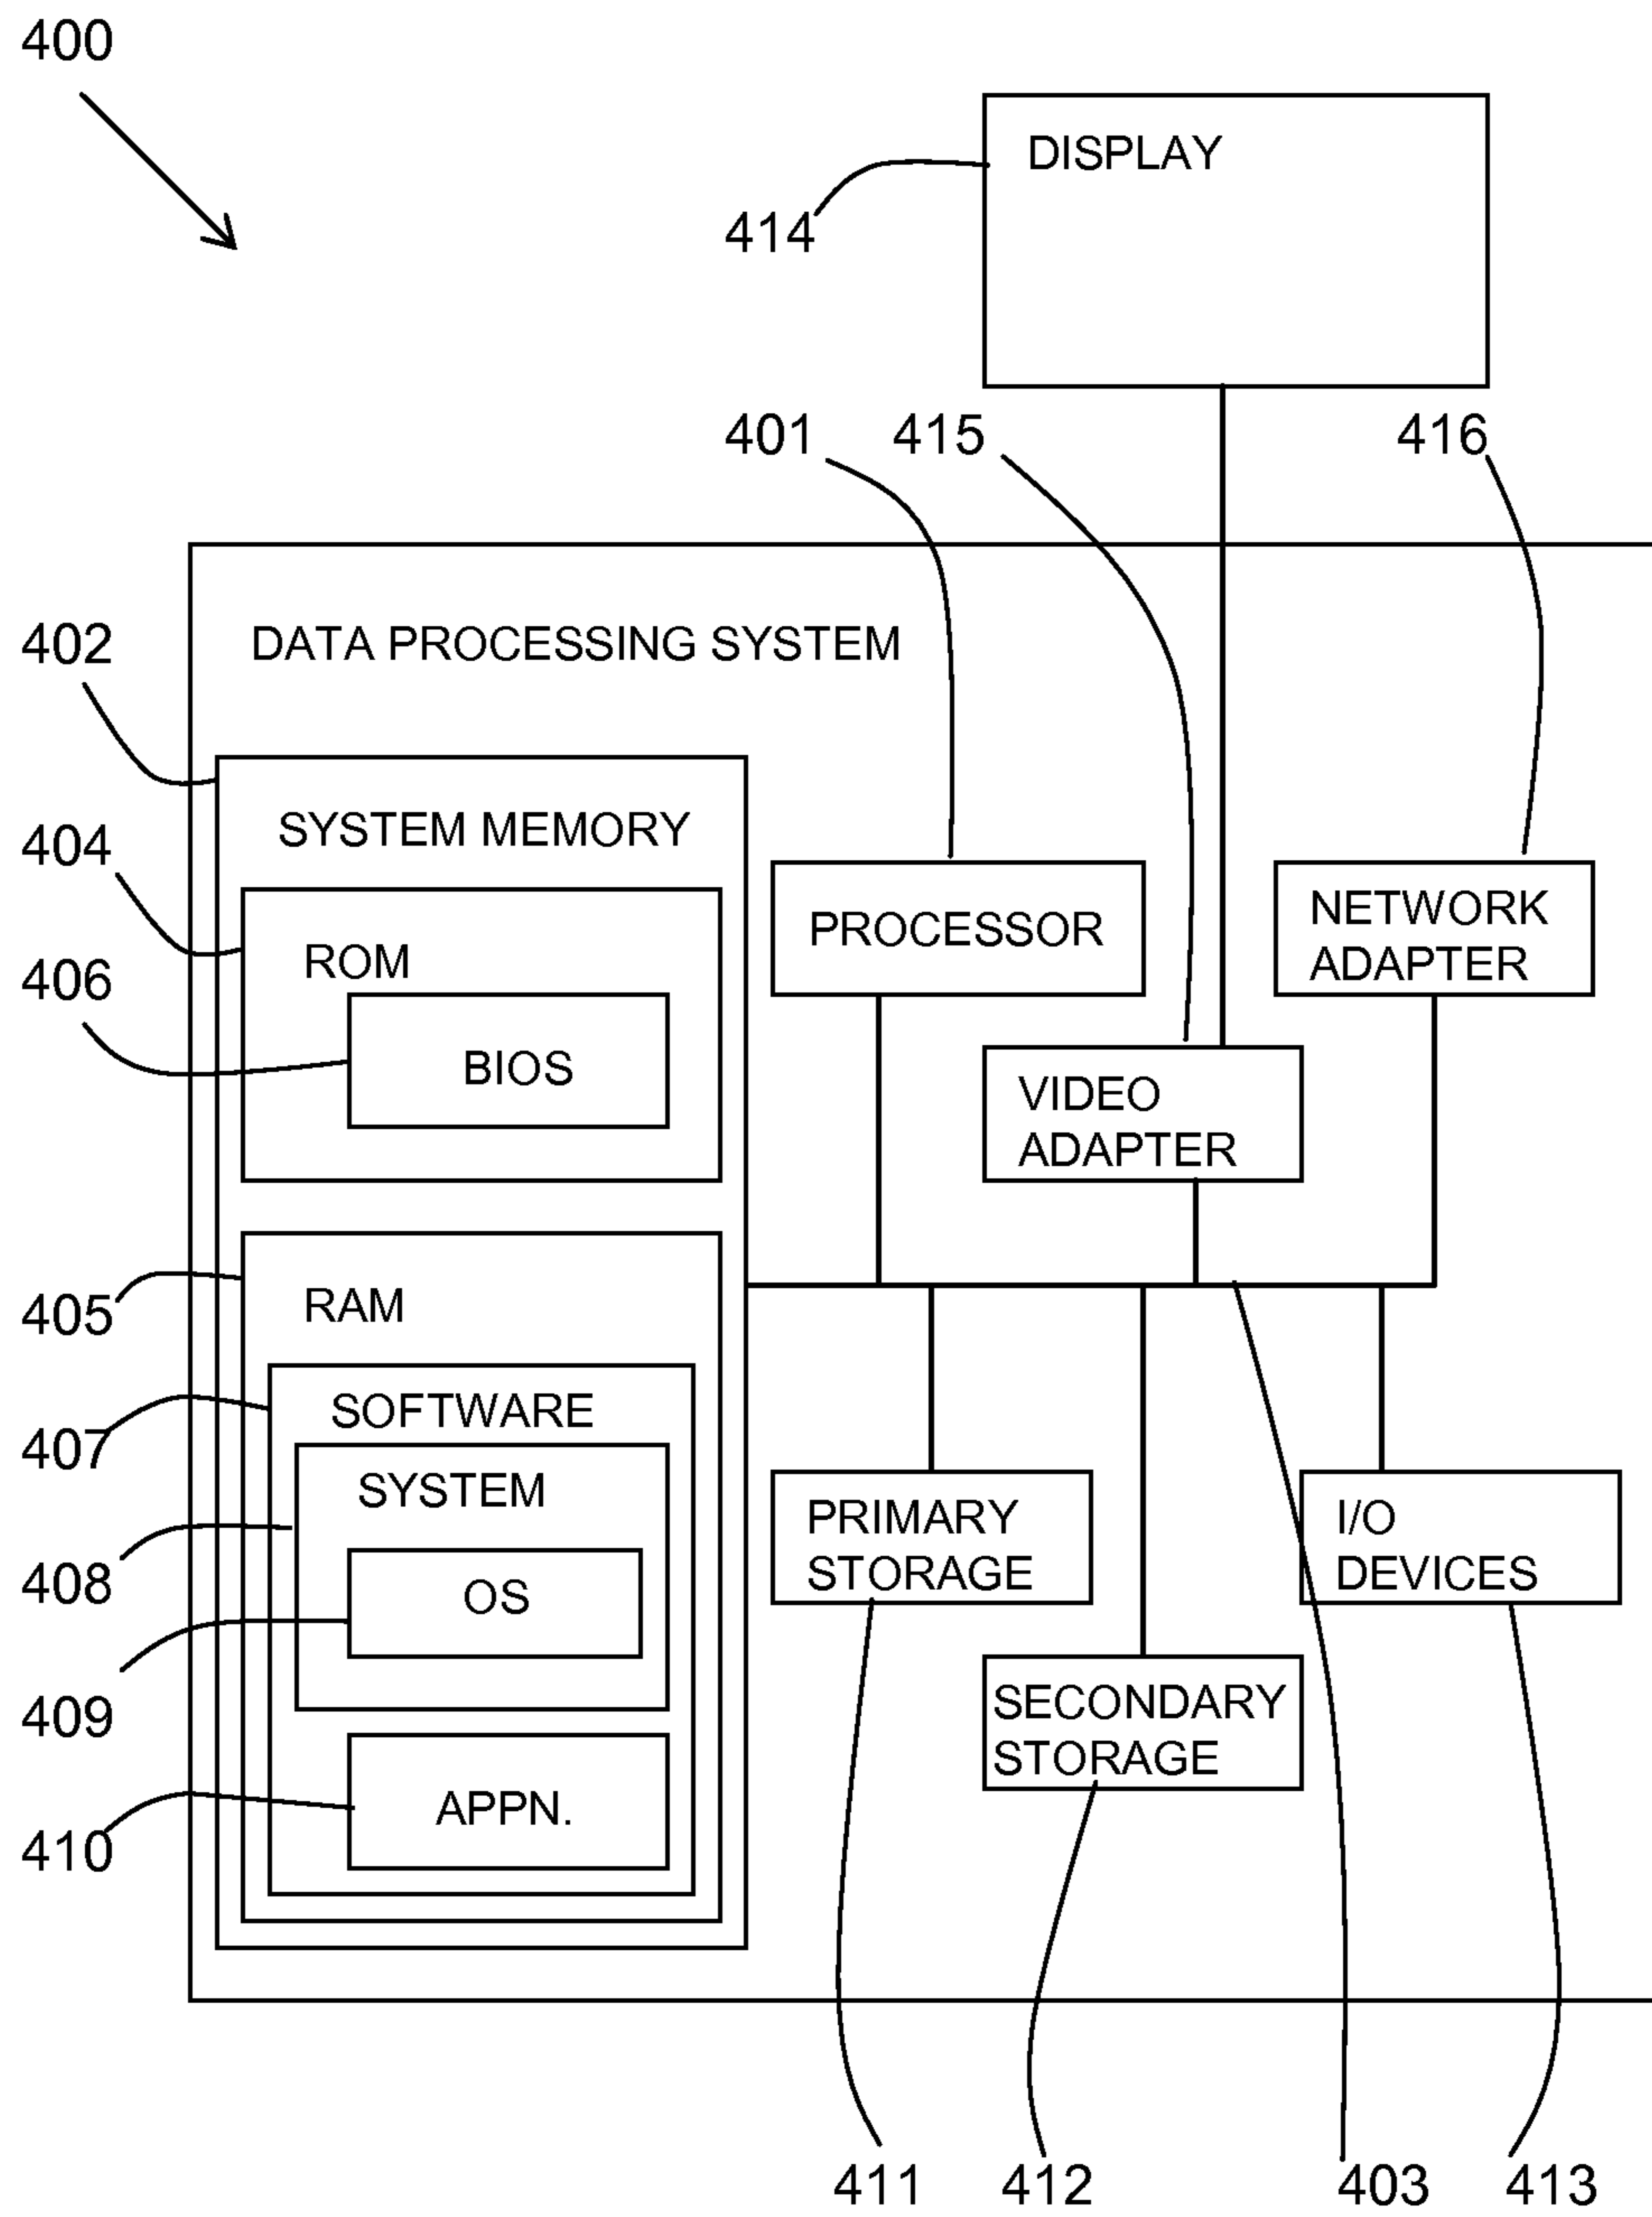 400
DISPLAY
414
401
415
416
DATA PROCESSING SYSTEM
402
SYSTEM MEMORY
404
ROM
406
BIOS
PROCESSOR
NETWORK
ADAPTER
VIDEO
ADAPTER
405
RAM
407
SOFTWARE
SYSTEM
408
OS
409
410
APPN.
PRIMARY
STORAGE
I/O
DEVICES
SECONDARY
STORAGE
411
412
403
413